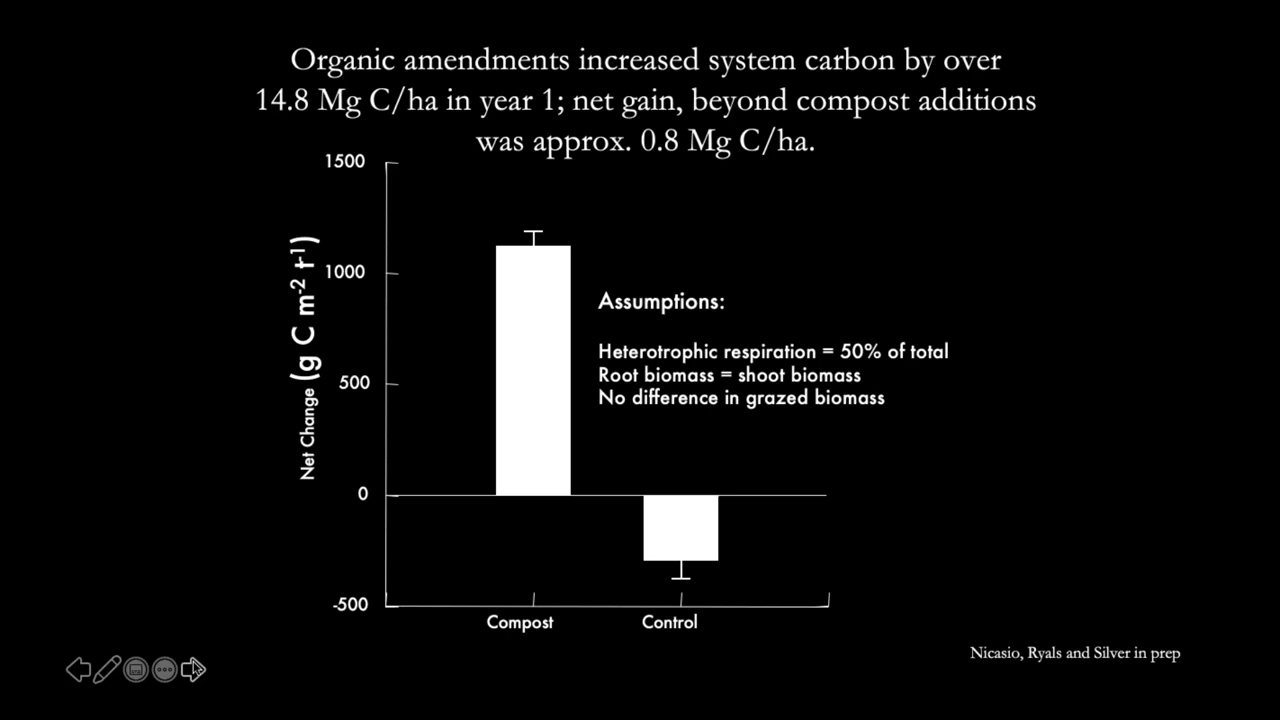 Organic amendments increased system carbon by over
14.8 Mg C/ha in year 1; net gain, beyond compost additions
was approx. 0.8 Mg C/ha.
1500
1000
500
0
-500
Net Change (g C m-2 t-1)
Assumptions:
Heterotrophic respiration = 50% of total
Root biomass = shoot biomass
No difference in grazed biomass
Compost
Control
Nicasio, Ryals and Silver in prep